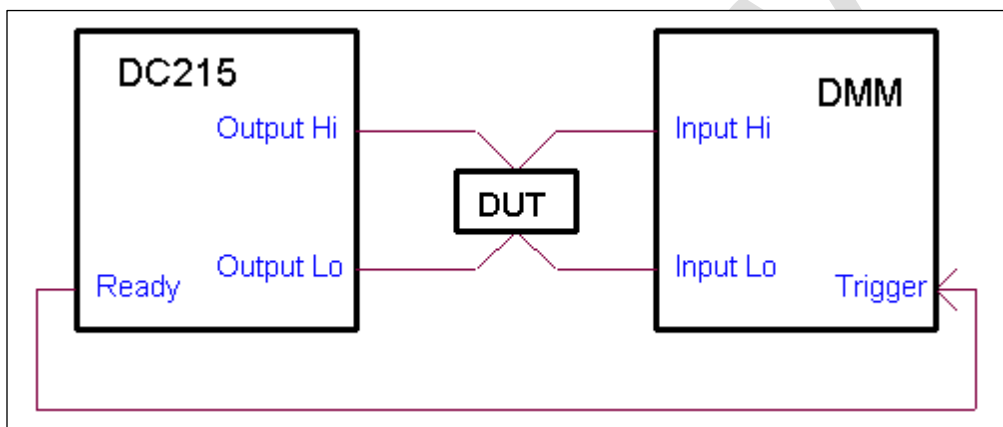 DC215
DMM
Output Hi
Input Hi
DUT
Output Lo
Input Lo
Ready
Trigger